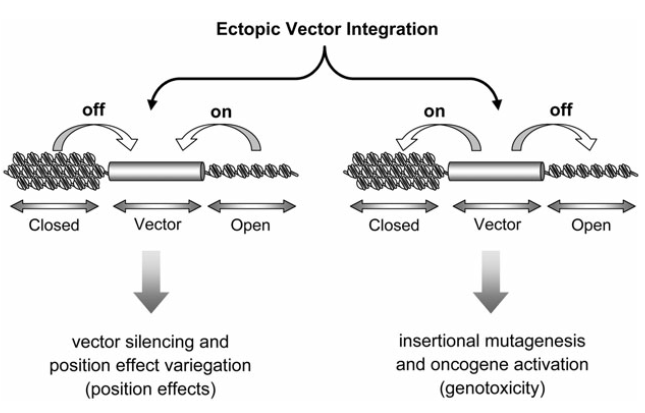 Ectopic Vector Integration
off
on
on
off
Closed
Vector
Open
Closed
Vector
Open
vector silencing and
position effect variegation
(position effects)
insertional mutagenesis
and oncogene activation
(genotoxicity)